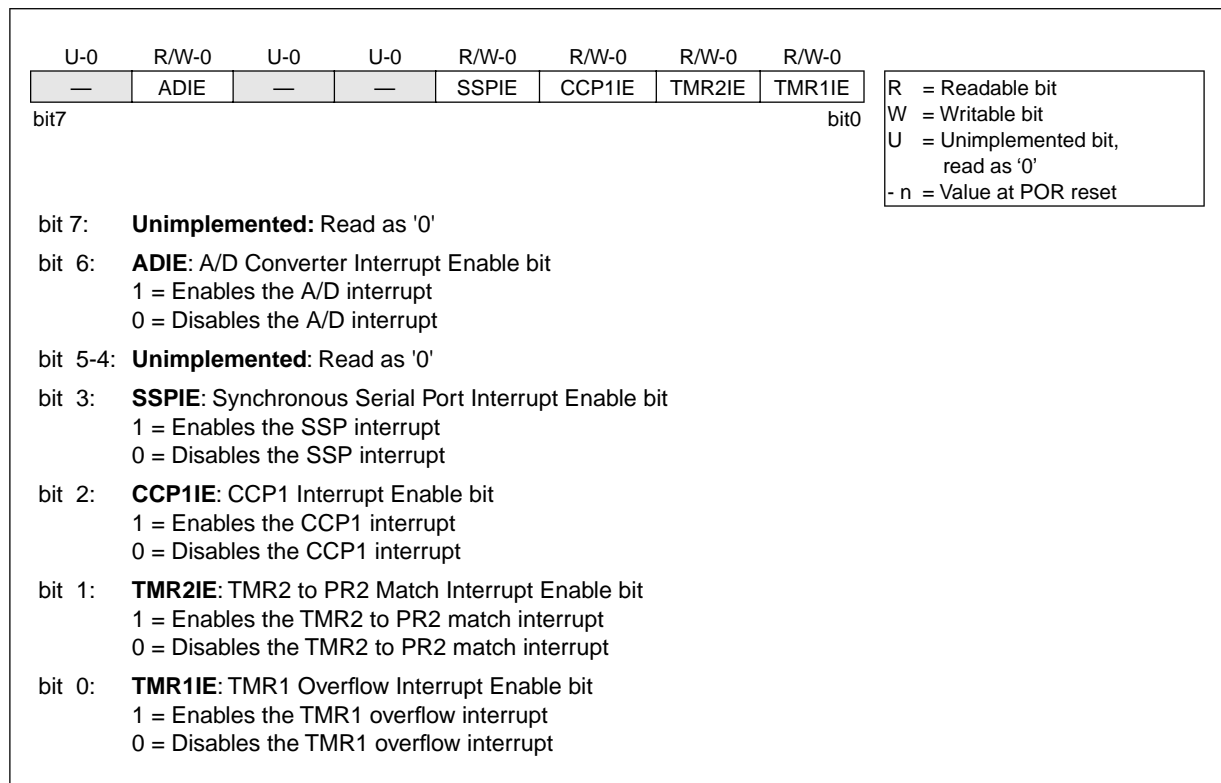 U-0 R/W-0 U-0 U-0 R/W-0 R/W-0 R/W-0 R/W-0
— ADIE — — SSPIE CCP1IE TMR2IE TMR1IE
bit7 bit0
R = Readable bit
W = Writable bit
U = Unimplemented bit,
read as ‘0’
- n = Value at POR reset
bit 7: Unimplemented: Read as '0'
bit 6: ADIE: A/D Converter Interrupt Enable bit
1 = Enables the A/D interrupt
0 = Disables the A/D interrupt
bit 5-4: Unimplemented: Read as '0'
bit 3: SSPIE: Synchronous Serial Port Interrupt Enable bit
1 = Enables the SSP interrupt
0 = Disables the SSP interrupt
bit 2: CCP1IE: CCP1 Interrupt Enable bit
1 = Enables the CCP1 interrupt
0 = Disables the CCP1 interrupt
bit 1: TMR2IE: TMR2 to PR2 Match Interrupt Enable bit
1 = Enables the TMR2 to PR2 match interrupt
0 = Disables the TMR2 to PR2 match interrupt
bit 0: TMR1IE: TMR1 Overflow Interrupt Enable bit
1 = Enables the TMR1 overflow interrupt
0 = Disables the TMR1 overflow interrupt